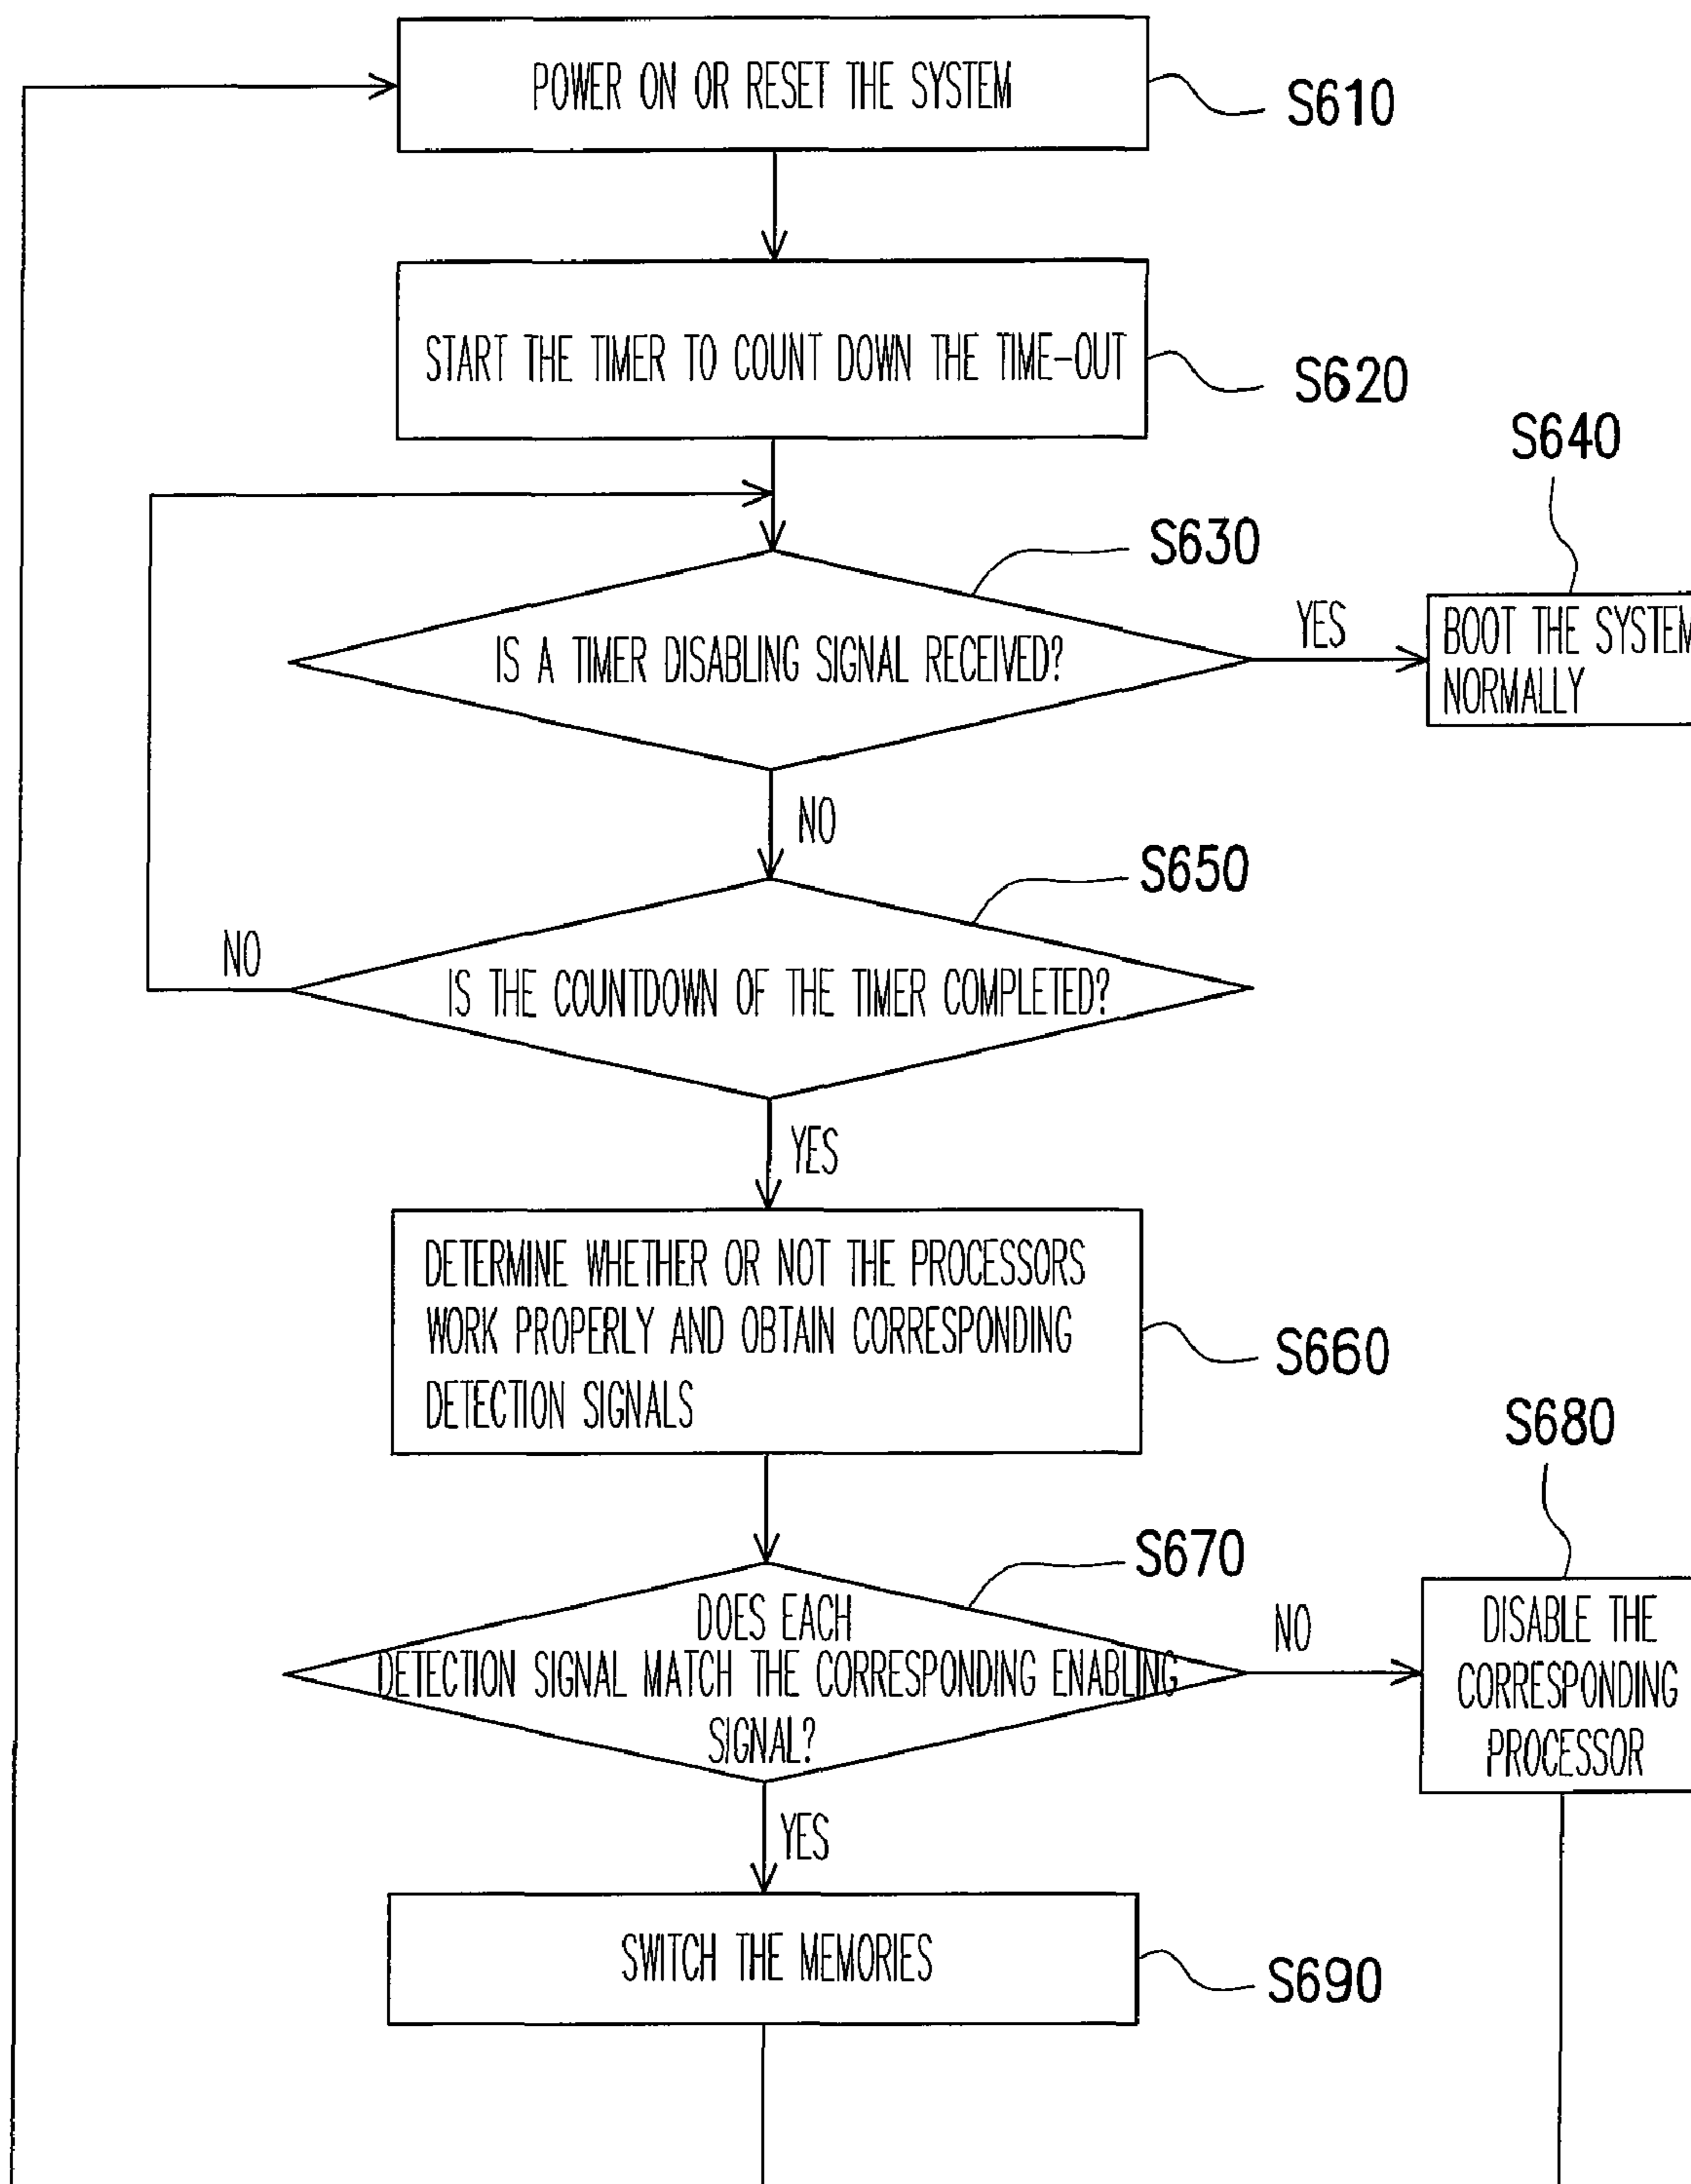 POWER ON OR RESET THE SYSTEM
S610
START THE TIMER TO COUNT DOWN THE TIME-OUT
S620
S640
S630
IS A TIMER DISABLING SIGNAL RECEIVED?
YES
BOOT THE SYSTEM
NORMALLY
NO
S650
NO
IS THE COUNTDOWN OF THE TIMER COMPLETED?
YES
DETERMINE WHETHER OR NOT THE PROCESSORS
WORK PROPERLY AND OBTAIN CORRESPONDING
DETECTION SIGNALS
S660
S680
S670
DOES EACH
DETECTION SIGNAL MATCH THE CORRESPONDING ENABLING
SIGNAL?
NO
DISABLE THE
CORRESPONDING
PROCESSOR
YES
SWITCH THE MEMORIES
S690